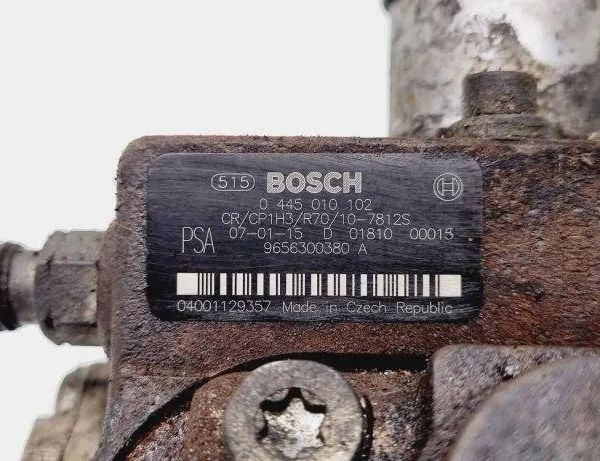 515 BOSCH
0 445 010 102
CR/CP1H3/R70/10-7812S
PSA 07-01-15 D 01810 00015
9656300380 A
04001129357 Made in Czech Republic